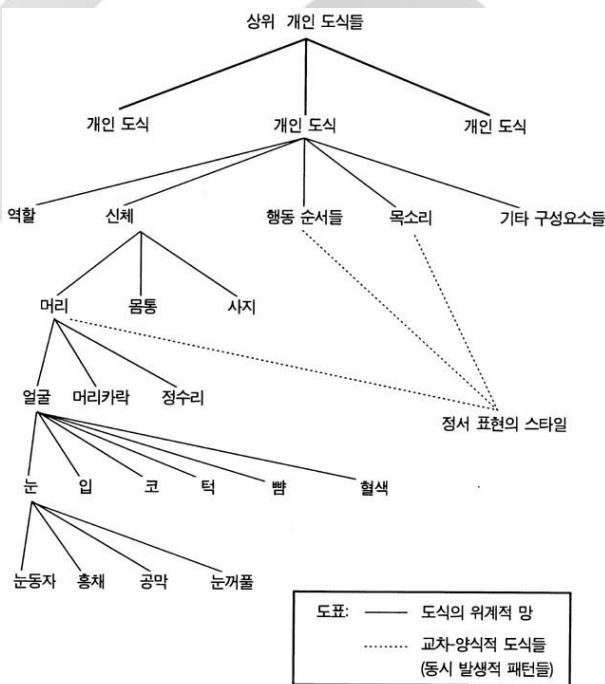 상위 개인 도식들
개인 도식 개인 도식 개인 도식
역할 신체 행동 순서들 목소리 기타 구성요소들
머리 몸통 사지
얼굴 머리카락 정수리
정서 표현의 스타일
눈 입 코 턱 뺨 혈색
눈동자 홍채 공막 눈꺼풀
도표: 도식의 위계적 망
교차-양식적 도식들
(동시 발생적 패턴들)